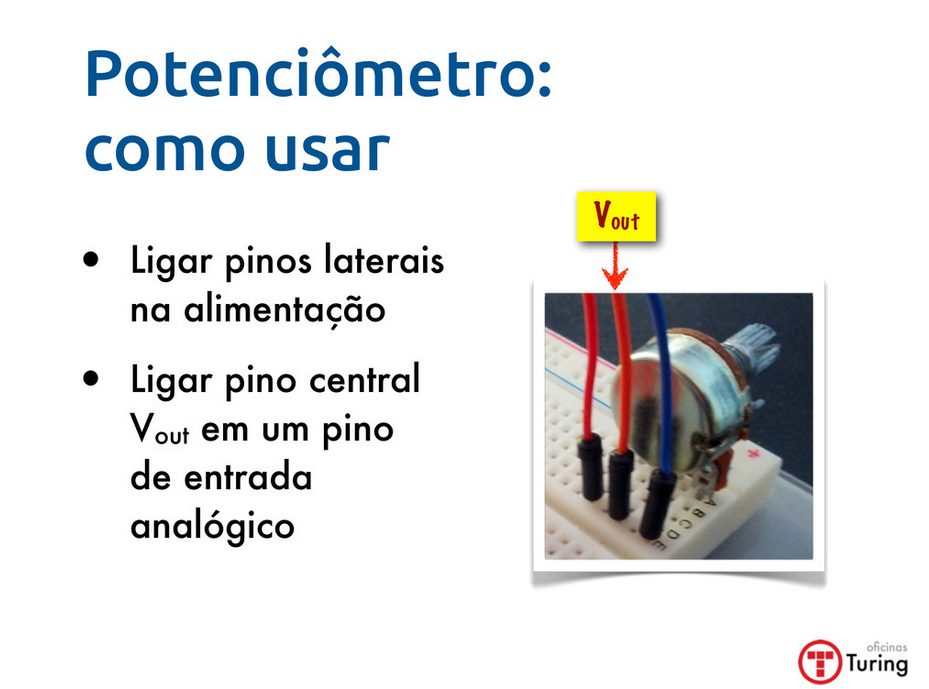 Potenciômetro:
como usar
Vout
• Ligar pinos laterais
na alimentação
• Ligar pino central
Vout em um pino
de entrada
analógico
+
A B C D E
oficinas
Turing